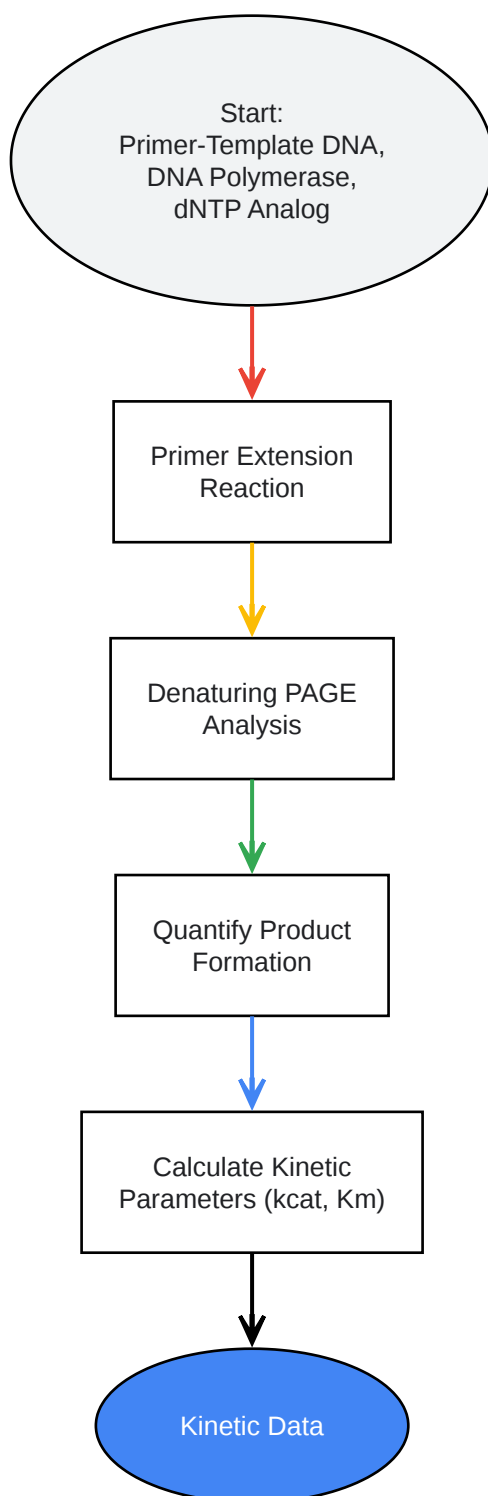 Start:
Primer-Template DNA,
DNA Polymerase,
dNTP Analog
Primer Extension
Reaction
Denaturing PAGE
Analysis
Quantify Product
Formation
Calculate Kinetic
Parameters (kcat, Km)
Kinetic Data